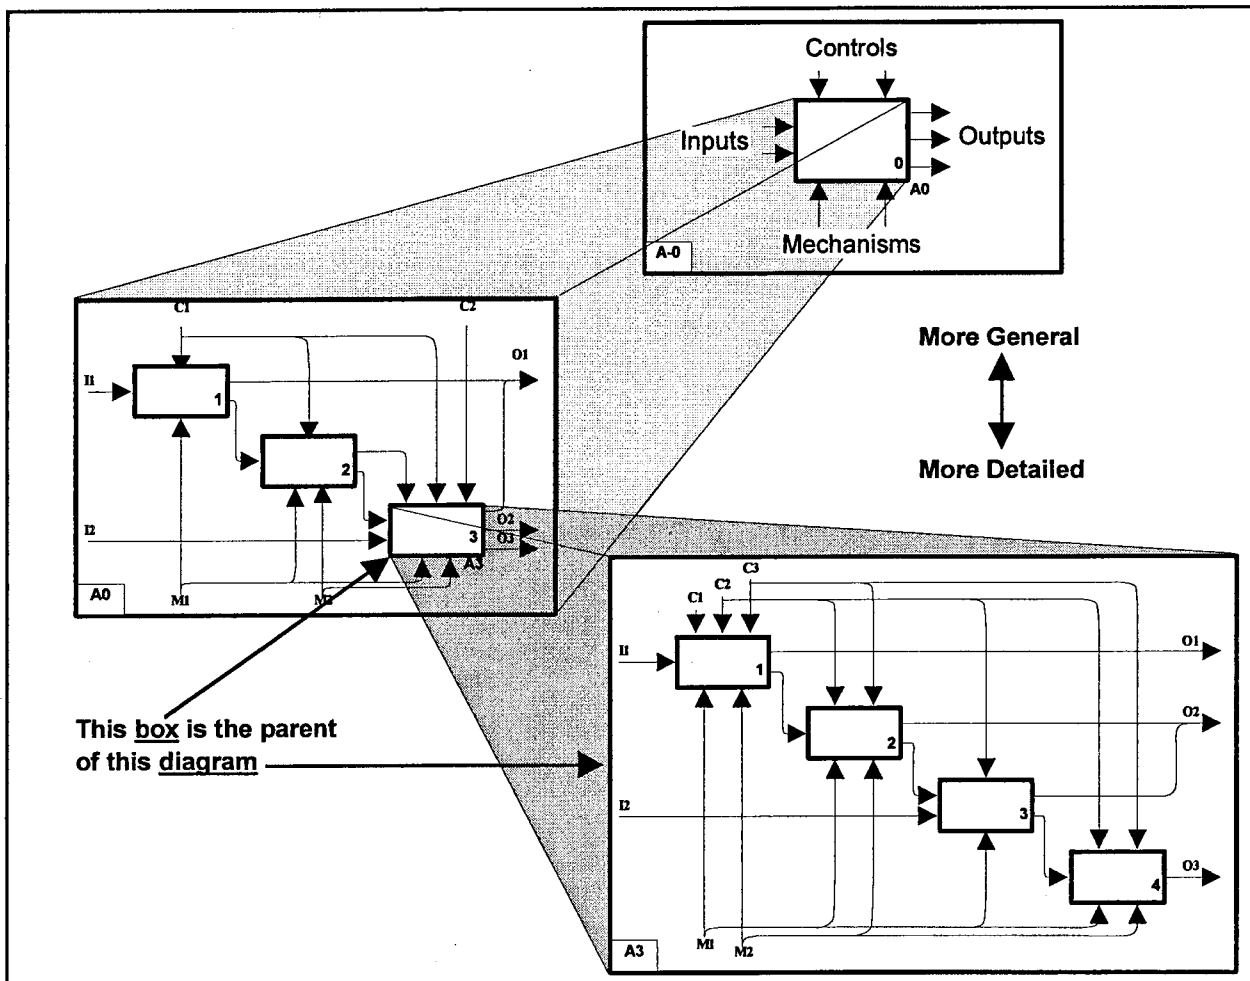 Controls
Inputs
Outputs
0
A0
Mechanisms
A-0
C1
C2
O1
I1
1
2
I2
O2
3
O3
A3
A0
M1
M2
More General
More Detailed
This box is the parent
of this diagram
C3
C2
C1
I1
O1
1
O2
2
I2
3
O3
4
M1
M2
A3